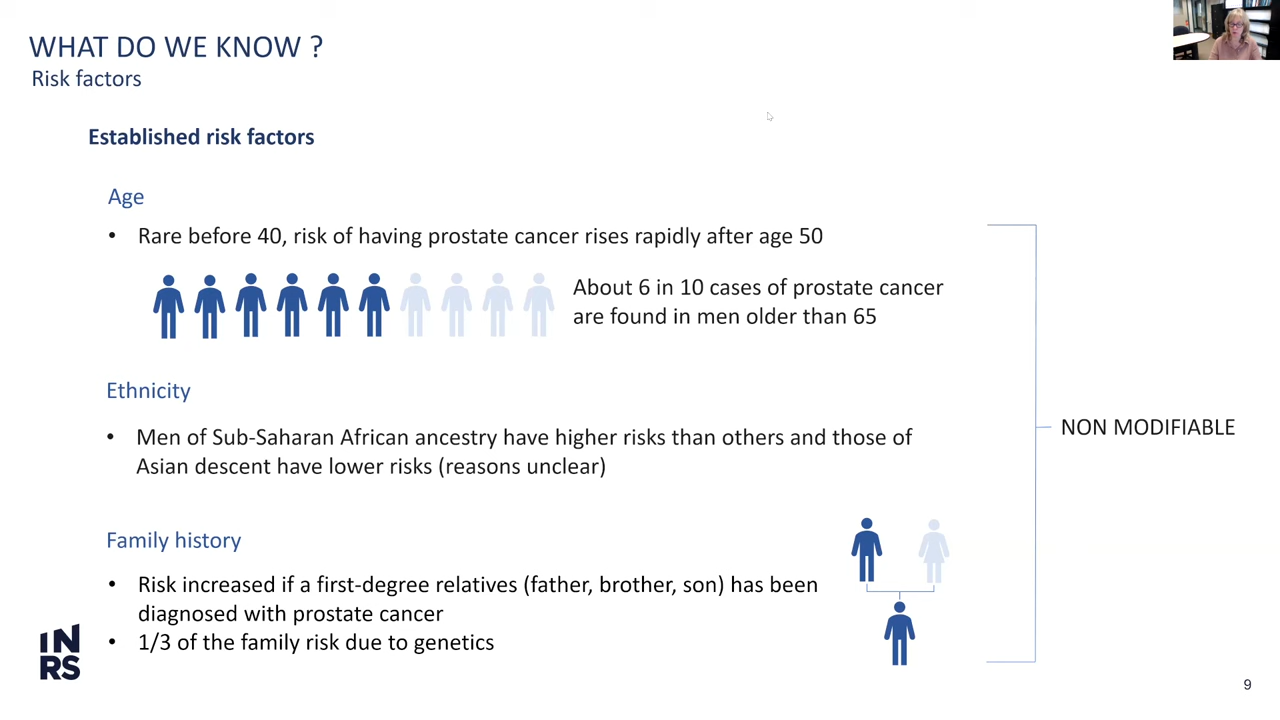 WHAT DO WE KNOW ?
Risk factors
Established risk factors
Age
• Rare before 40, risk of having prostate cancer rises rapidly after age 50
About 6 in 10 cases of prostate cancer
are found in men older than 65
Ethnicity
• Men of Sub-Saharan African ancestry have higher risks than others and those of
Asian descent have lower risks (reasons unclear)
NON MODIFIABLE
Family history
• Risk increased if a first-degree relatives (father, brother, son) has been
diagnosed with prostate cancer
• 1/3 of the family risk due to genetics
IN
RS
9